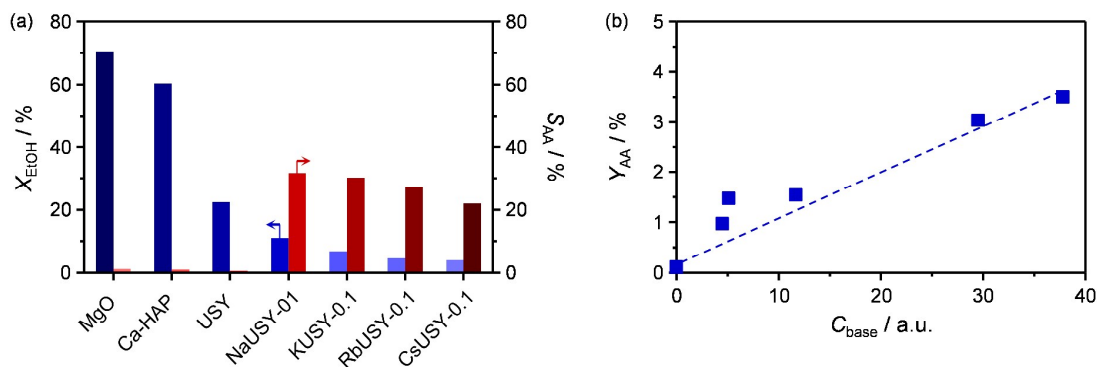 (a)
80
60
40
20
0
X_EtOH / %
80
60
40
20
0
S_AA / %
MgO
Ca-HAP
USY
NaUSY-01
KUSY-0.1
RbUSY-0.1
CsUSY-0.1
(b)
5
4
3
2
1
0
Y_AA / %
0 10 20 30 40
C_base / a.u.